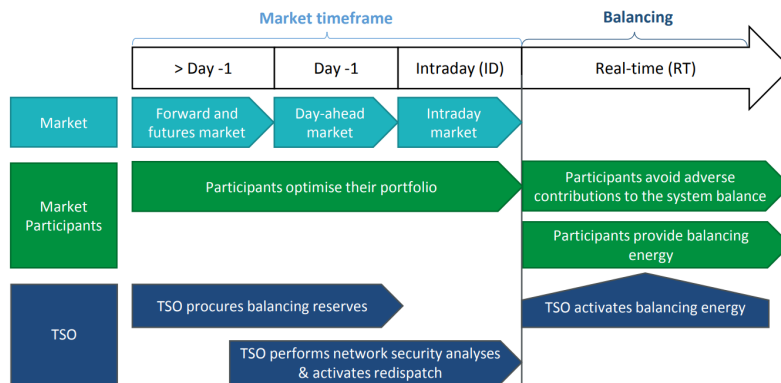 Market timeframe
Balancing
> Day -1
Day -1
Intraday (ID)
Real-time (RT)
Market
Forward and
futures market
Day-ahead
market
Intraday
market
Market
Participants
Participants optimise their portfolio
Participants avoid adverse
contributions to the system balance
Participants provide balancing
energy
TSO
TSO procures balancing reserves
TSO activates balancing energy
TSO performs network security analyses
& activates redispatch